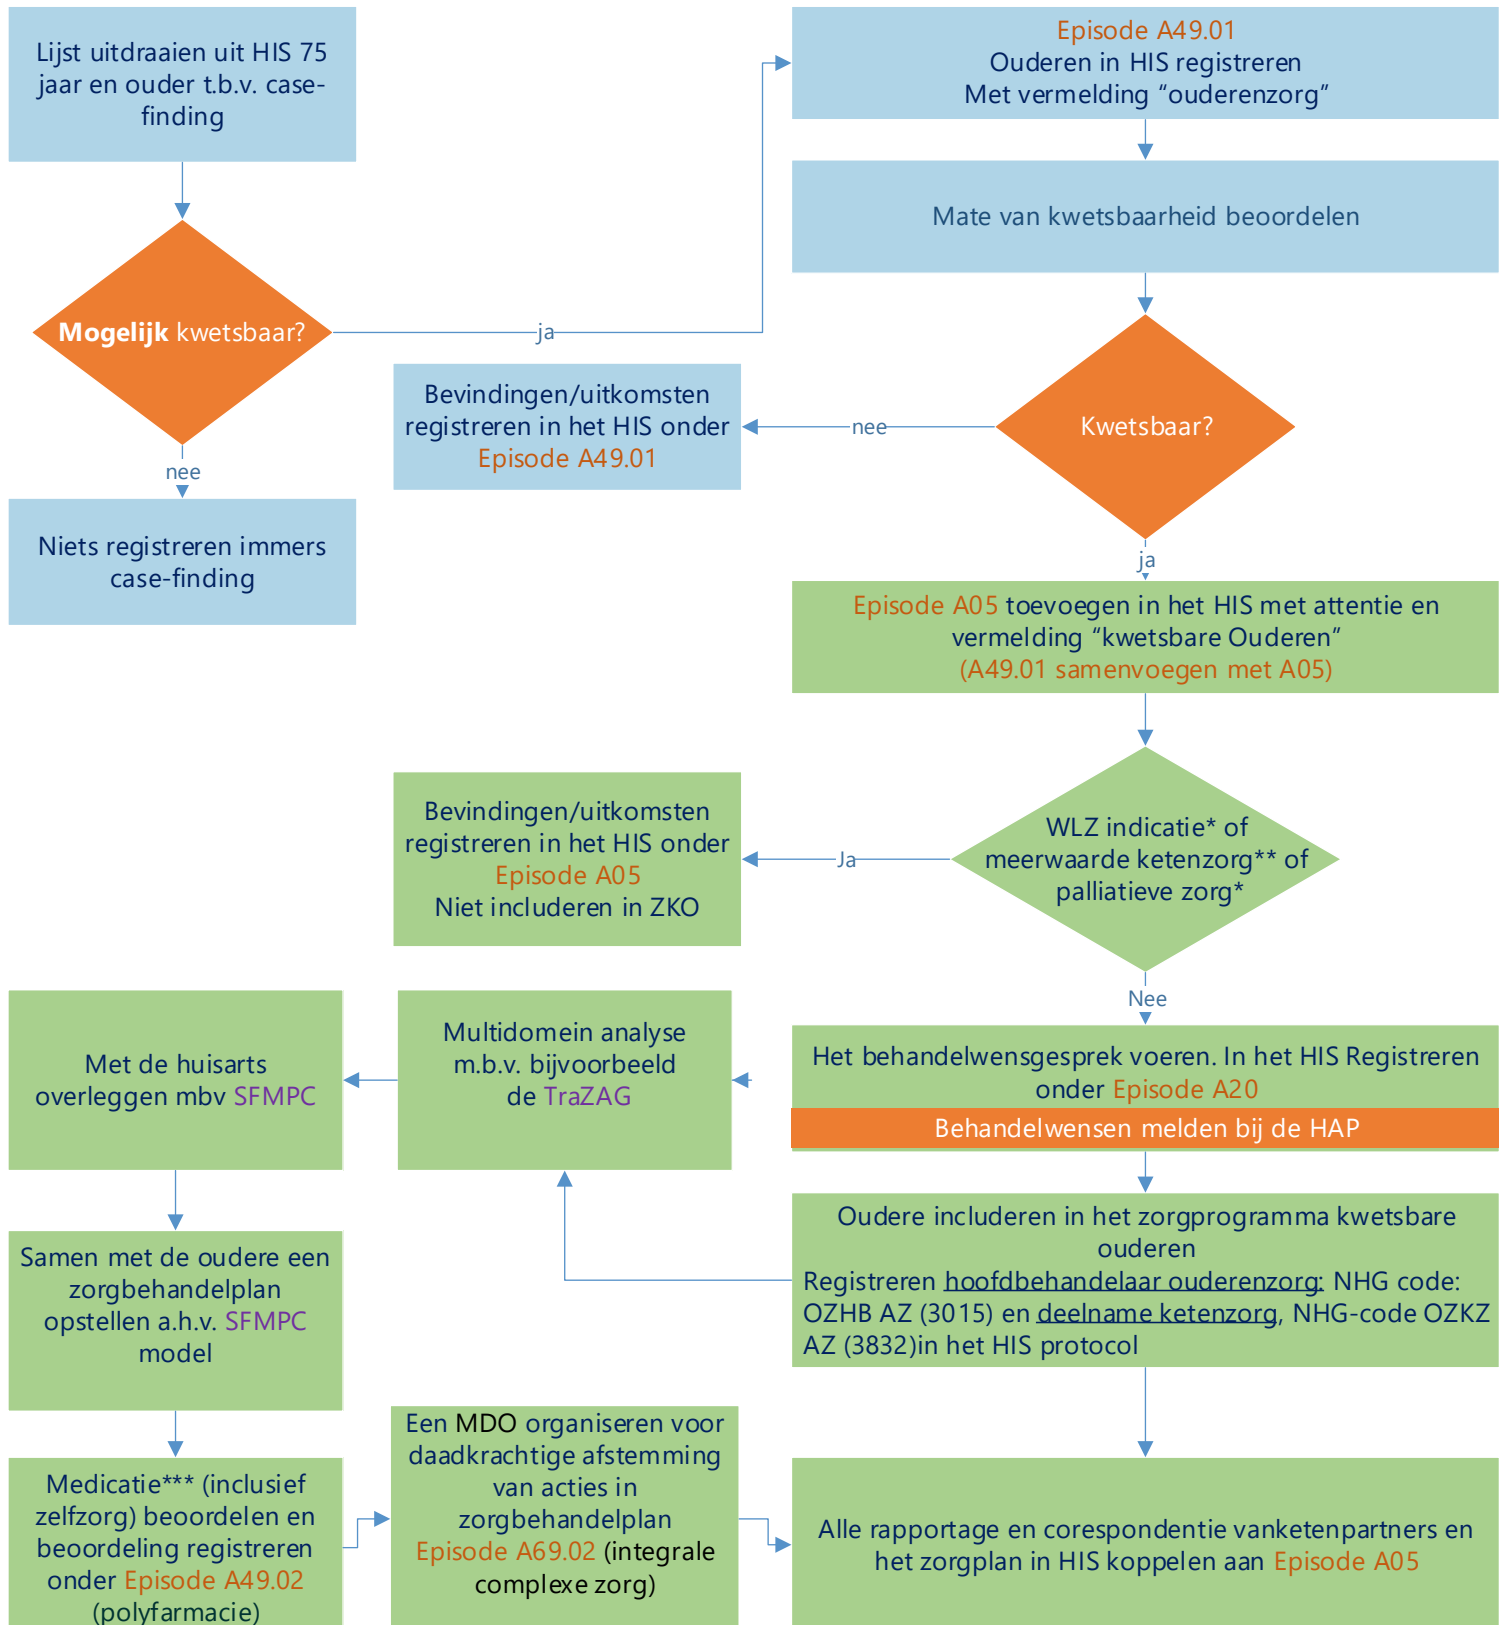 Lijst uitdraaien uit HIS 75
jaar en ouder t.b.v. case-
finding
Mogelijk kwetsbaar?
ja
nee
Niets registreren immers
case-finding
Episode A49.01
Ouderen in HIS registreren
Met vermelding “ouderenzorg”
Mate van kwetsbaarheid beoordelen
Kwetsbaar?
nee
Bevindingen/uitkomsten
registreren in het HIS onder
Episode A49.01
ja
Episode A05 toevoegen in het HIS met attentie en
vermelding “kwetsbare Ouderen”
(A49.01 samenvoegen met A05)
WLZ indicatie* of
meerwaarde ketenzorg** of
palliatieve zorg*
Ja
Bevindingen/uitkomsten
registreren in het HIS onder
Episode A05
Niet includeren in ZKO
Nee
Het behandelwensgesprek voeren. In het HIS Registreren
onder Episode A20
Behandelwensen melden bij de HAP
Oudere includeren in het zorgprogramma kwetsbare
ouderen
Registreren hoofdbehandelaar ouderenzorg: NHG code:
OZHB AZ (3015) en deelname ketenzorg, NHG-code OZKZ
AZ (3832)in het HIS protocol
Multidomein analyse
m.b.v. bijvoorbeeld
de TraZAG
Met de huisarts
overleggen mbv SFMPC
Samen met de oudere een
zorgbehandelplan
opstellen a.h.v. SFMPC
model
Medicatie*** (inclusief
zelfzorg) beoordelen en
beoordeling registreren
onder Episode A49.02
(polyfarmacie)
Een MDO organiseren voor
daadkrachtige afstemming
van acties in
zorgbehandelplan
Episode A69.02 (integrale
complexe zorg)
Alle rapportage en corespondentie vanketenpartners en
het zorgplan in HIS koppelen aan Episode A05